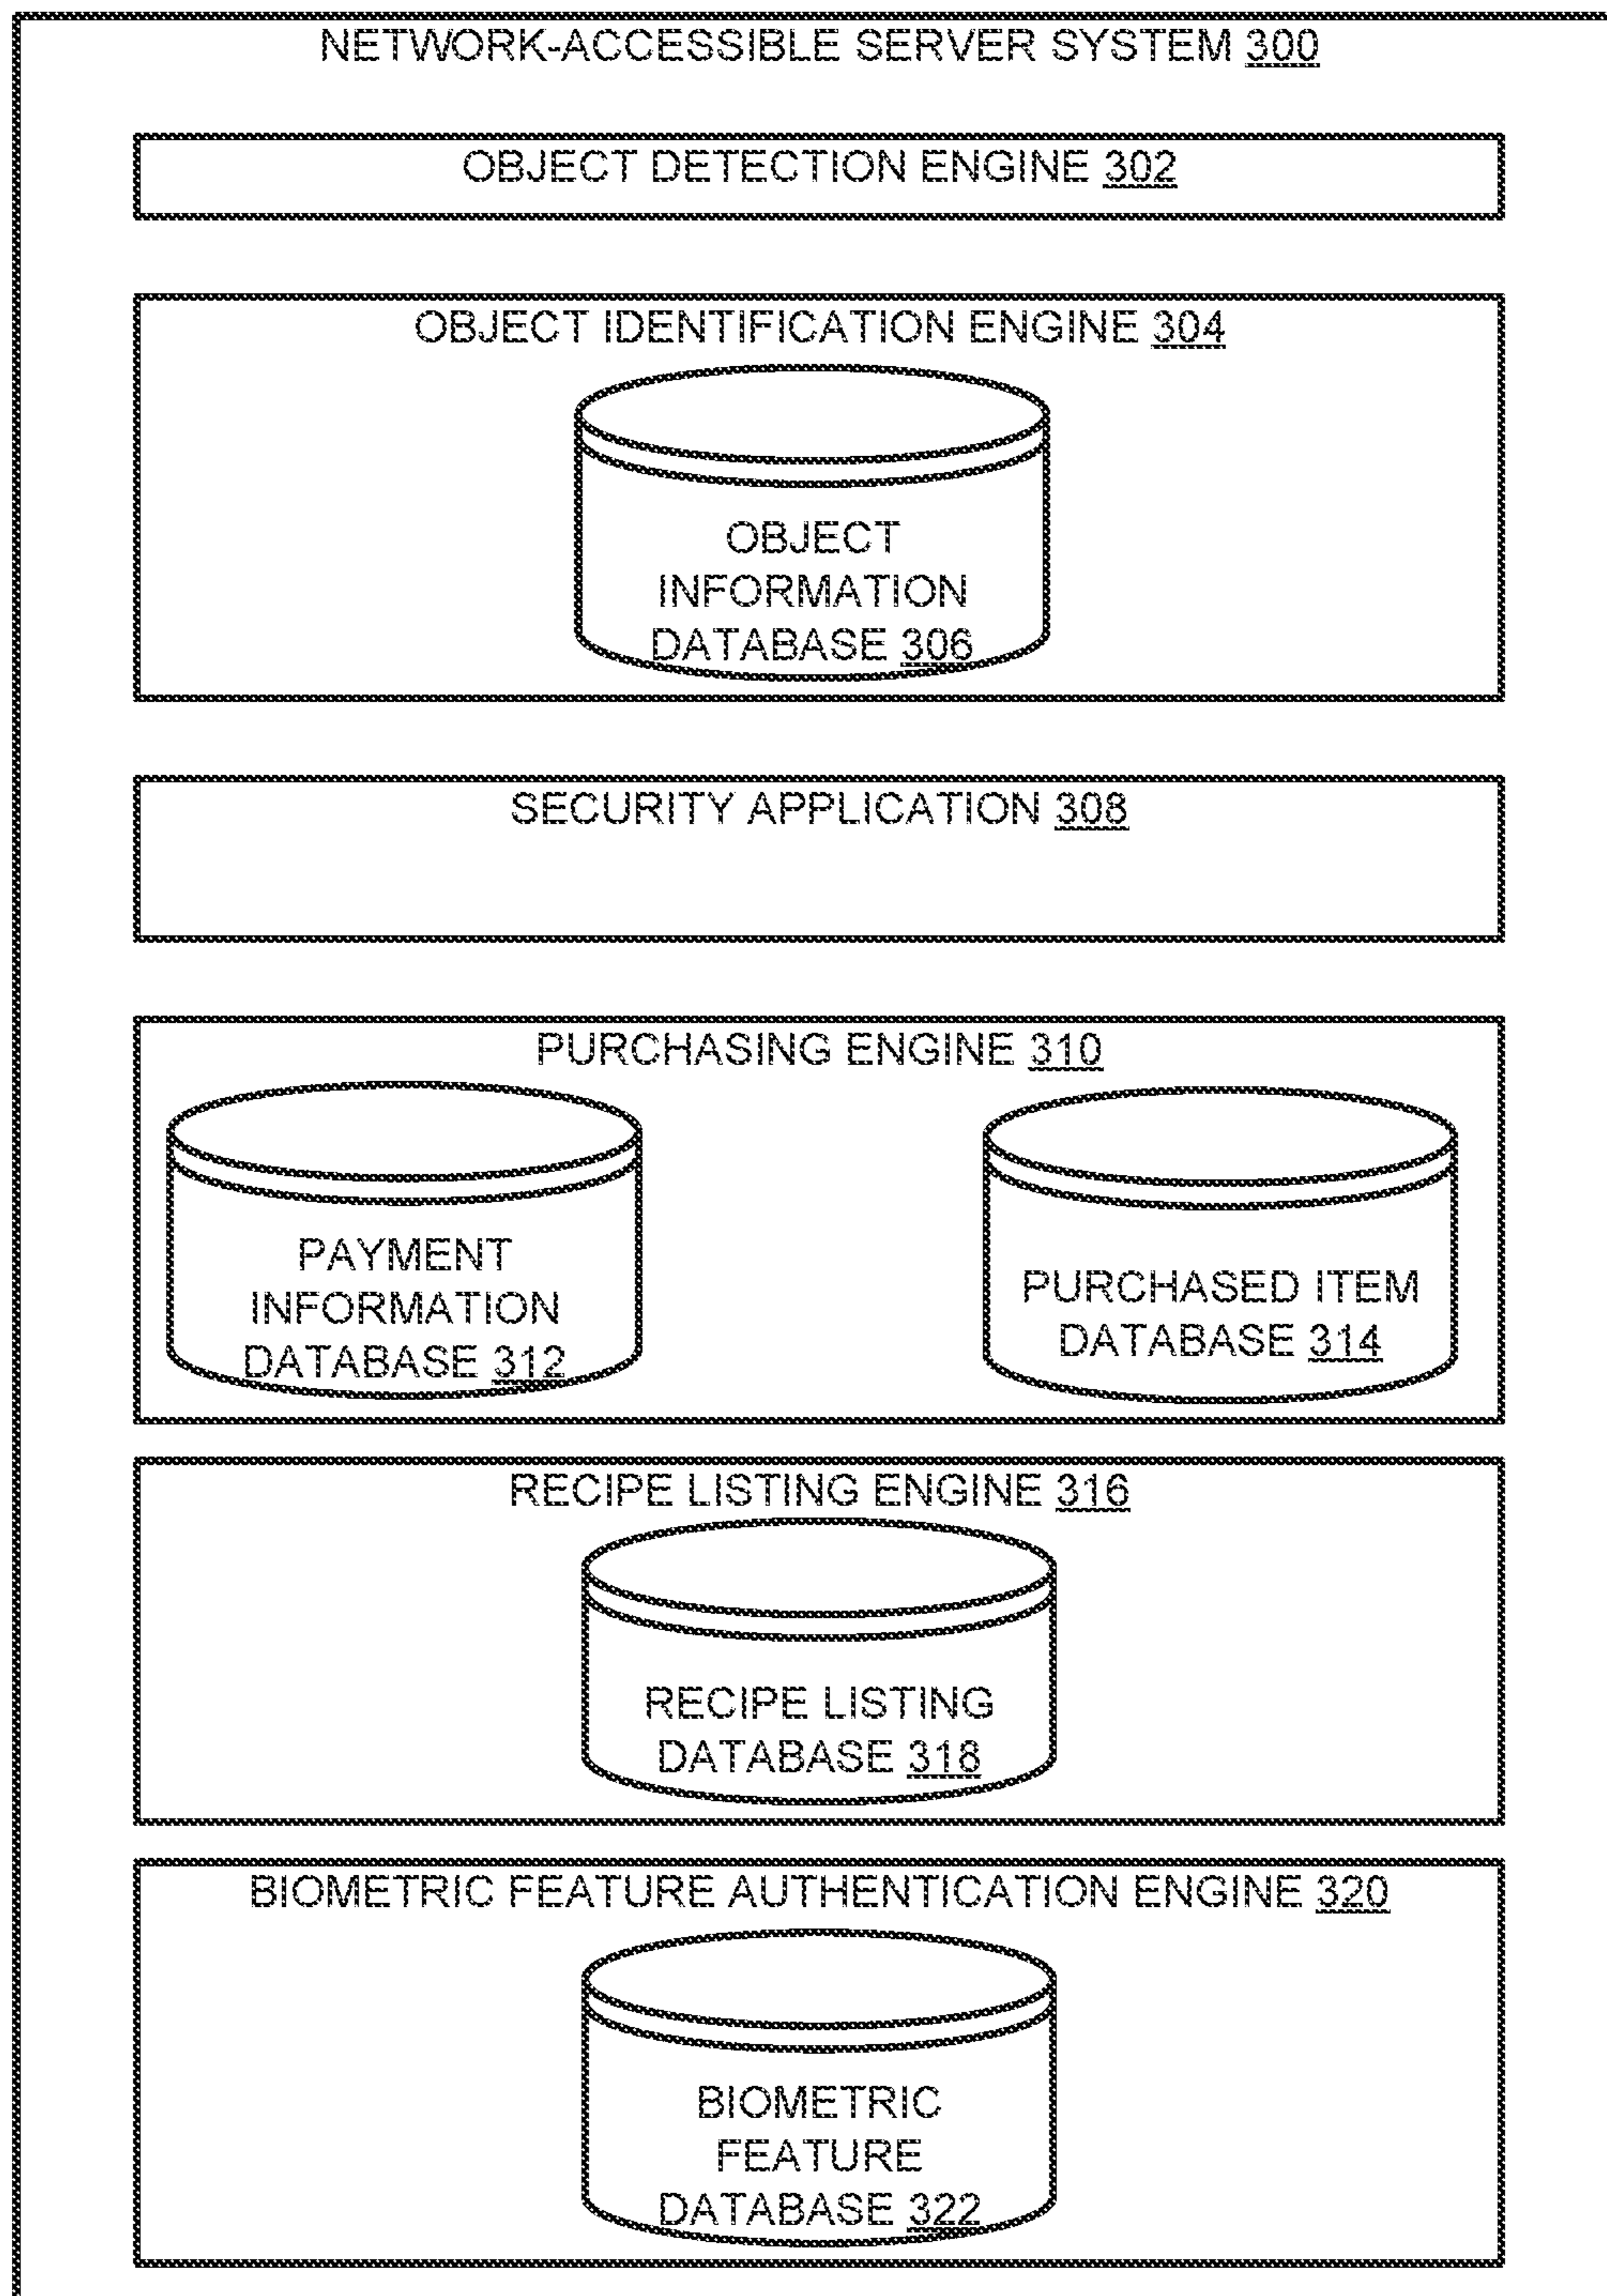 NETWORK-ACCESSIBLE SERVER SYSTEM 300
OBJECT DETECTION ENGINE 302
OBJECT IDENTIFICATION ENGINE 304
OBJECT
INFORMATION
DATABASE 306
SECURITY APPLICATION 308
PURCHASING ENGINE 310
PAYMENT
INFORMATION
DATABASE 312
PURCHASED ITEM
DATABASE 314
RECIPE LISTING ENGINE 316
RECIPE LISTING
DATABASE 318
BIOMETRIC FEATURE AUTHENTICATION ENGINE 320
BIOMETRIC
FEATURE
DATABASE 322